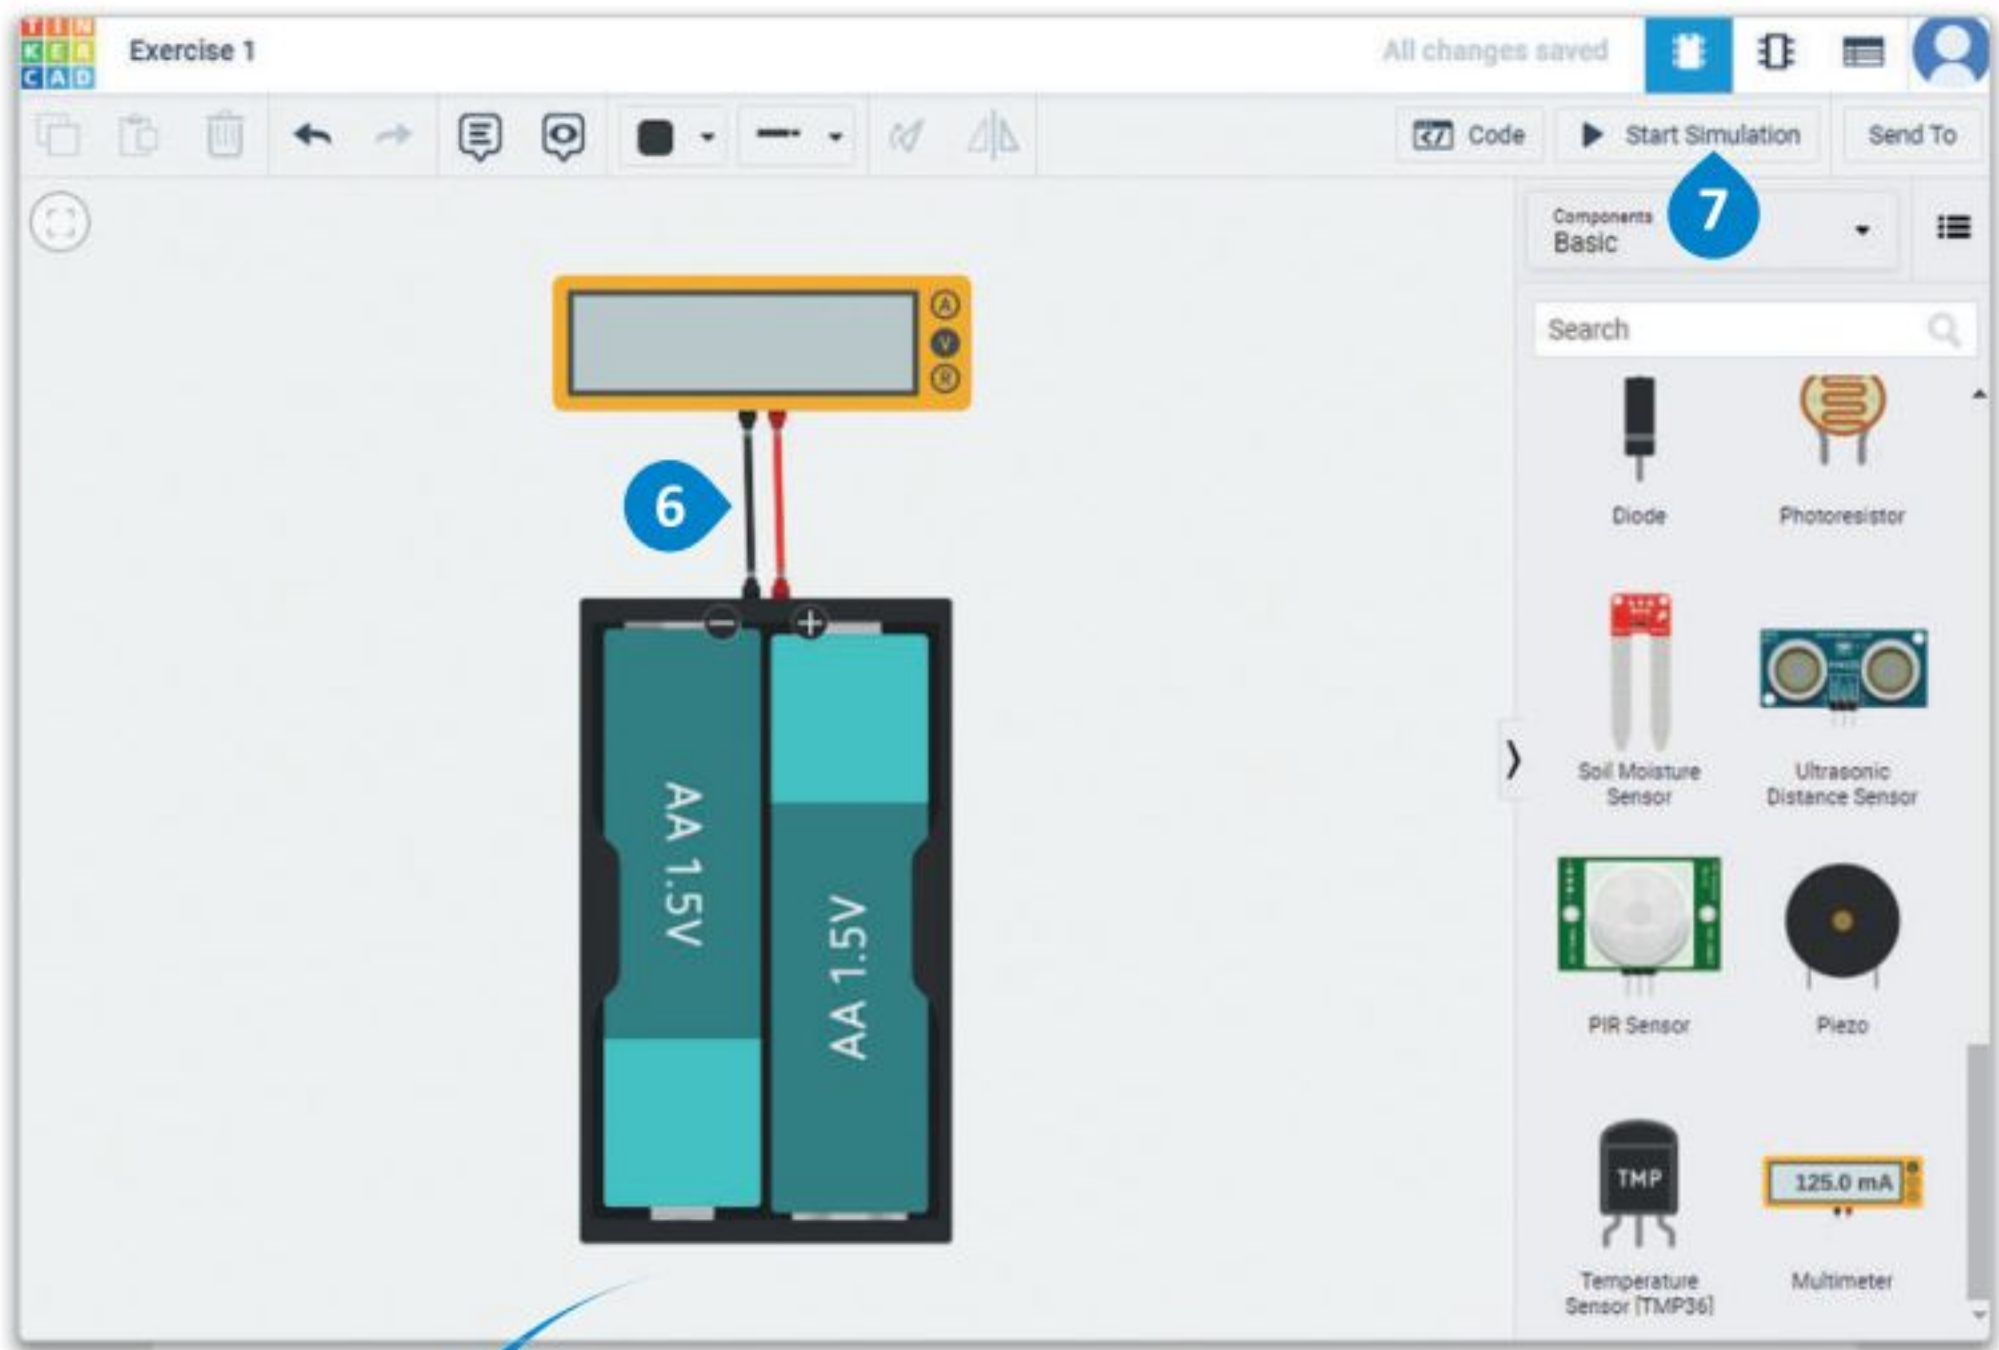 TIN
KER
CAD
Exercise 1
All changes saved
Code
Start Simulation
Send To
7
Components
Basic
A
V
R
Search
6
Diode
Photoresistor
− +
AA 1.5V
AA 1.5V
Soil Moisture
Sensor
Ultrasonic
Distance Sensor
PIR Sensor
Piezo
TMP
125.0 mA
Temperature
Sensor [TMP36]
Multimeter